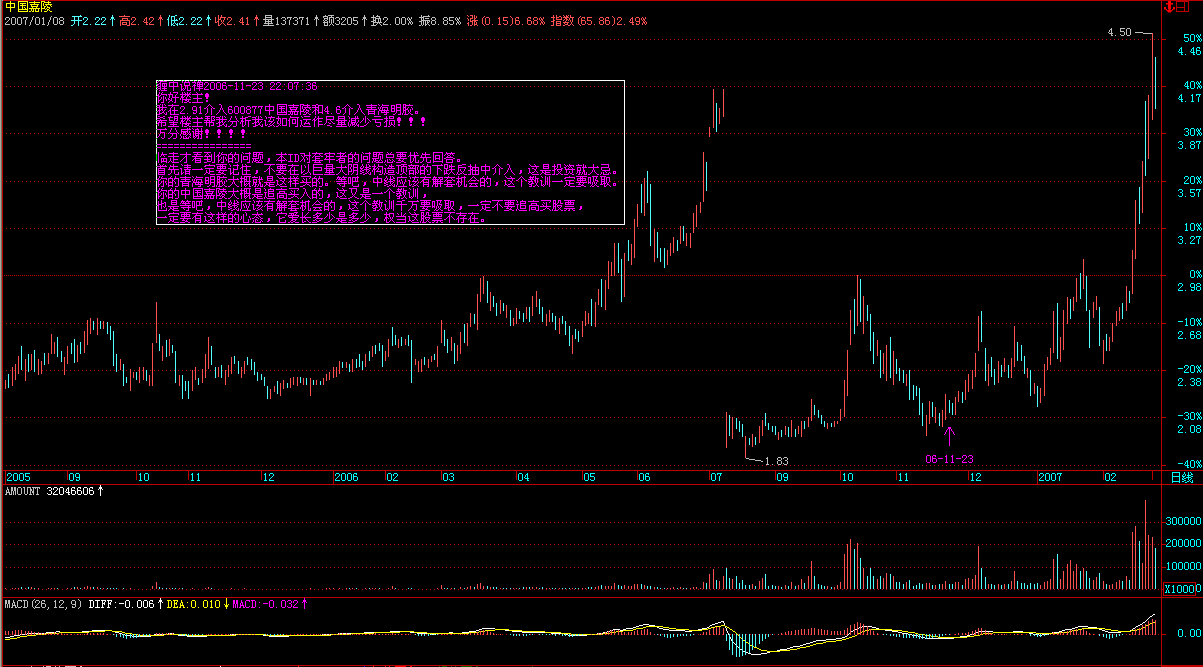 中国嘉陵
2007/01/08 开2.22↑高2.42↑低2.22↑收2.41↑量137371↑额3205↑换2.00% 振8.85% 涨(0.15)6.68% 指数(65.86)2.49%
4.50
50%
4.46
缠中说禅2006-11-23 22:07:36
你好楼主！
我在2.91介入600877中国嘉陵和4.6介入青海明胶。
希望楼主帮我分析我该如何运作尽量减少亏损！！！
万分感谢！！！！
================
临走才看到你的问题，本ID对套牢者的问题总要优先回答。
首先请一定要记住，不要在以巨量大阴线构造顶部的下跌反抽中介入，这是投资就大忌。
你的青海明胶大概就是这样买的。等吧，中线应该有解套机会的，这个教训一定要吸取。
你的中国嘉陵大概是追高买入的，这又是一个教训，
也是等吧，中线应该有解套机会的，这个教训千万要吸取，一定不要追高买股票，
一定要有这样的心态，它爱长多少是多少，权当这股票不存在。
40%
4.17
30%
3.87
20%
3.57
10%
3.27
0%
2.98
-10%
2.68
-20%
2.38
-30%
2.08
-40%
1.83
06-11-23
2005 09 10 11 12 2006 02 03 04 05 06 07 09 10 11 12 2007 02 日线
AMOUNT 32046606↑
300000
200000
100000
X10000
MACD(26,12,9) DIFF:-0.006↑DEA:0.010↓MACD:-0.032↑
0.00